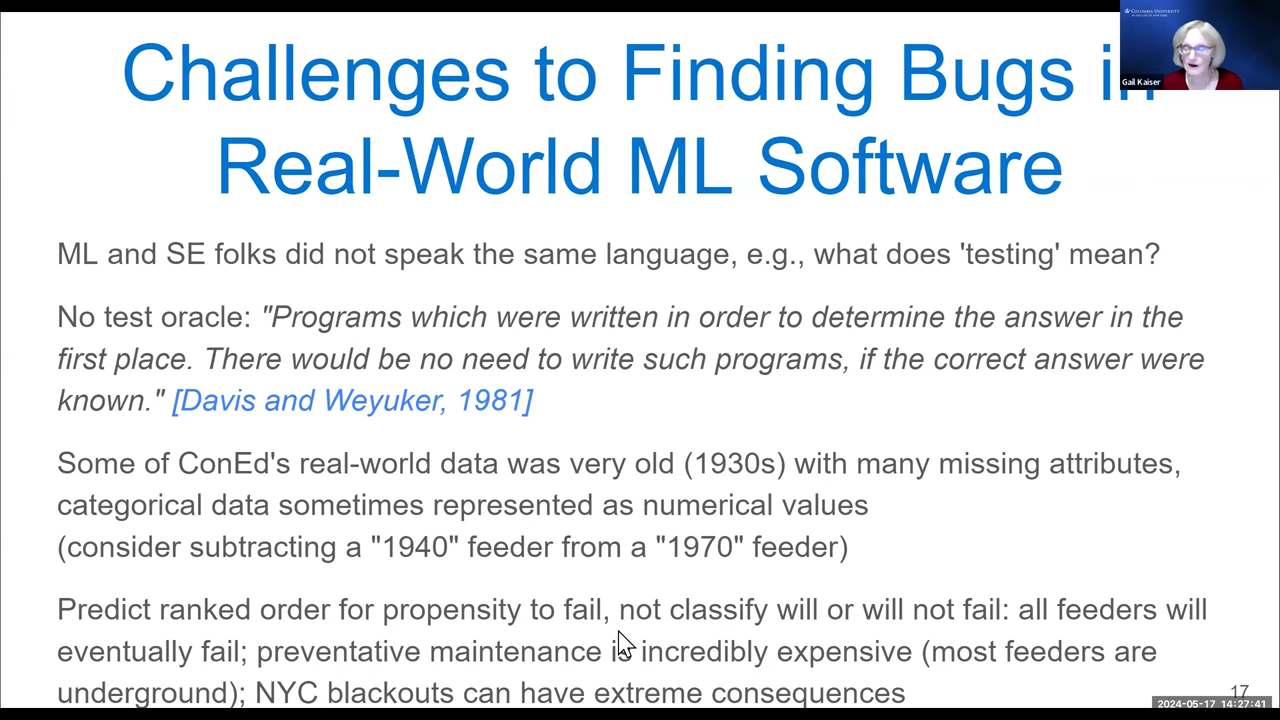 COLUMBIA UNIVERSITY
Gail Kaiser
Challenges to Finding Bugs in
Real-World ML Software
ML and SE folks did not speak the same language, e.g., what does 'testing' mean?
No test oracle: "Programs which were written in order to determine the answer in the
first place. There would be no need to write such programs, if the correct answer were
known." [Davis and Weyuker, 1981]
Some of ConEd's real-world data was very old (1930s) with many missing attributes,
categorical data sometimes represented as numerical values
(consider subtracting a "1940" feeder from a "1970" feeder)
Predict ranked order for propensity to fail, not classify will or will not fail: all feeders will
eventually fail; preventative maintenance is incredibly expensive (most feeders are
underground); NYC blackouts can have extreme consequences
17
2024-05-17 14:27:41